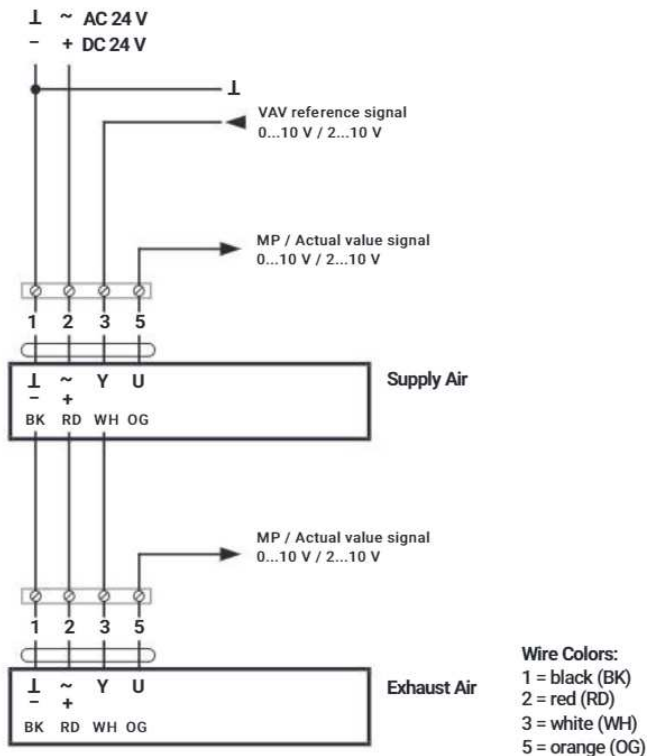 ⊥ ~ AC 24 V
– + DC 24 V
⊥
VAV reference signal
0...10 V / 2...10 V
MP / Actual value signal
0...10 V / 2...10 V
1 2 3 5
⊥ ~ Y U
– +
BK RD WH OG
Supply Air
MP / Actual value signal
0...10 V / 2...10 V
1 2 3 5
⊥ ~ Y U
– +
BK RD WH OG
Exhaust Air
Wire Colors:
1 = black (BK)
2 = red (RD)
3 = white (WH)
5 = orange (OG)